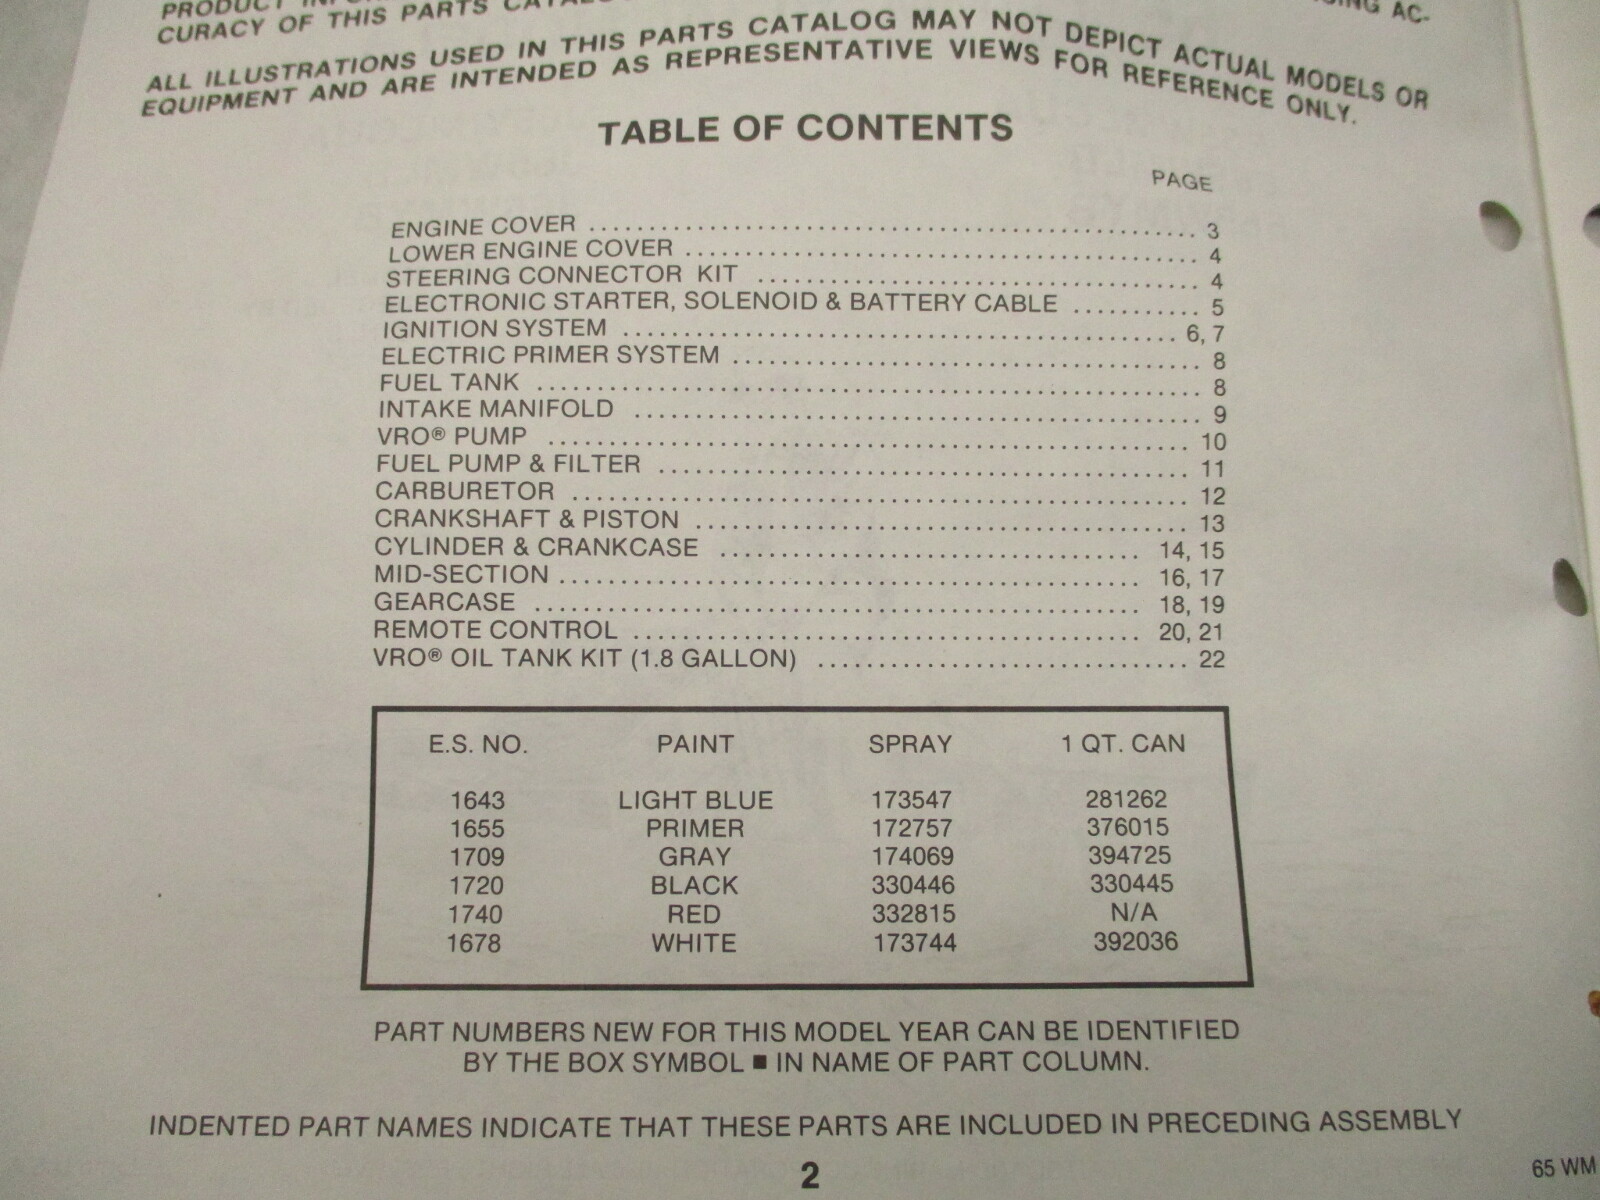 CURACY OF THIS PARTS
ALL ILLUSTRATIONS USED IN THIS PARTS CATALOG MAY NOT DEPICT ACTUAL MODELS OR
EQUIPMENT AND ARE INTENDED AS REPRESENTATIVE VIEWS FOR REFERENCE ONLY.
TABLE OF CONTENTS
PAGE
ENGINE COVER ........ 3
LOWER ENGINE COVER ........ 4
STEERING CONNECTOR KIT ........ 4
ELECTRONIC STARTER, SOLENOID & BATTERY CABLE ........ 5
IGNITION SYSTEM ........ 6, 7
ELECTRIC PRIMER SYSTEM ........ 8
FUEL TANK ........ 8
INTAKE MANIFOLD ........ 9
VRO® PUMP ........ 10
FUEL PUMP & FILTER ........ 11
CARBURETOR ........ 12
CRANKSHAFT & PISTON ........ 13
CYLINDER & CRANKCASE ........ 14, 15
MID-SECTION ........ 16, 17
GEARCASE ........ 18, 19
REMOTE CONTROL ........ 20, 21
VRO® OIL TANK KIT (1.8 GALLON) ........ 22
E.S. NO. PAINT SPRAY 1 QT. CAN
1643 LIGHT BLUE 173547 281262
1655 PRIMER 172757 376015
1709 GRAY 174069 394725
1720 BLACK 330446 330445
1740 RED 332815 N/A
1678 WHITE 173744 392036
PART NUMBERS NEW FOR THIS MODEL YEAR CAN BE IDENTIFIED
BY THE BOX SYMBOL ■ IN NAME OF PART COLUMN.
INDENTED PART NAMES INDICATE THAT THESE PARTS ARE INCLUDED IN PRECEDING ASSEMBLY
2
65 WM